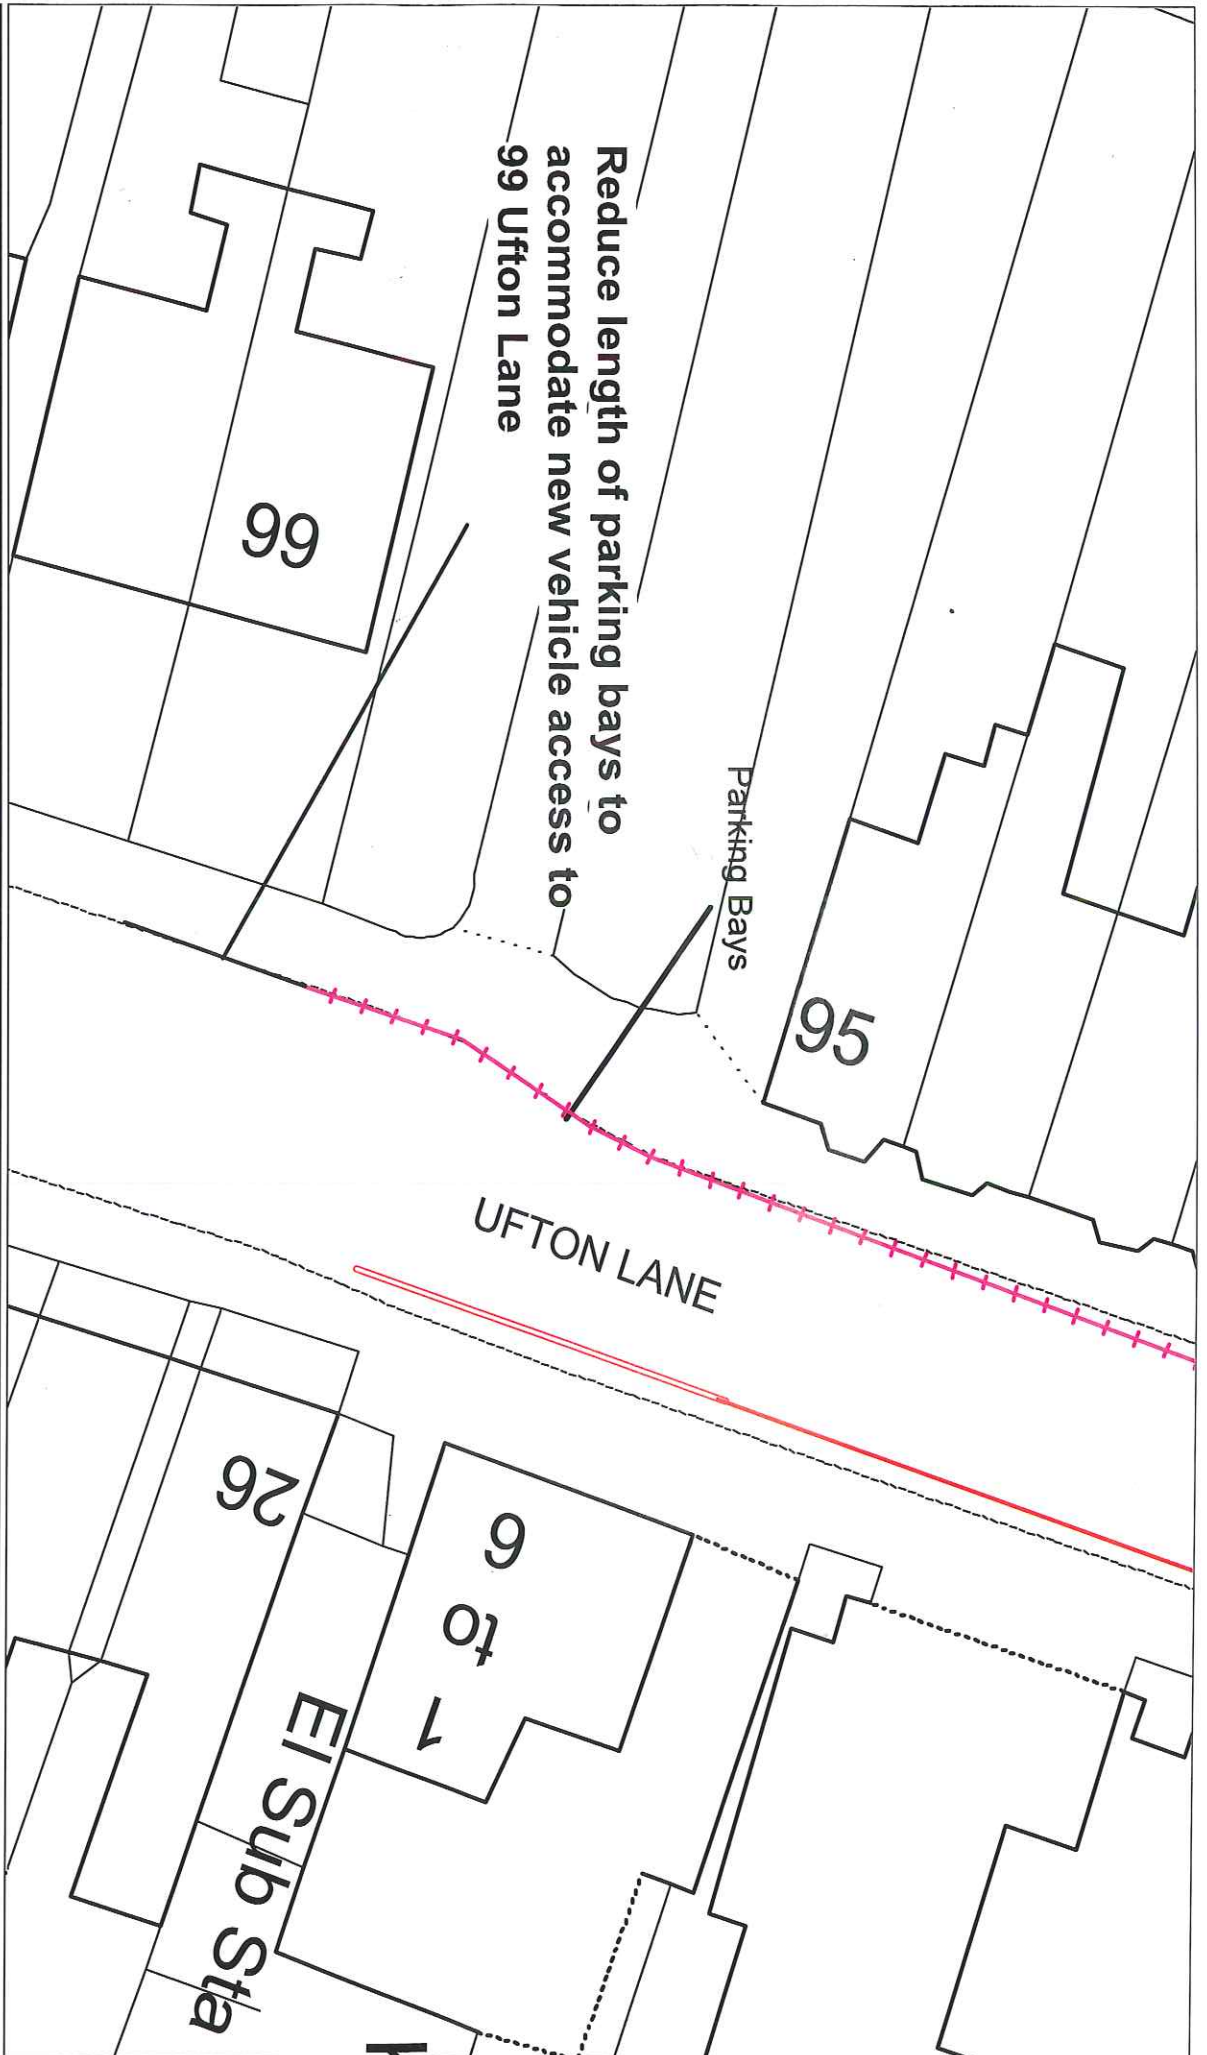 Reduce length of parking bays to
accommodate new vehicle access to
99 Ufton Lane
Parking Bays
99
95
UFTON LANE
26
1 to 6
El Sub Sta